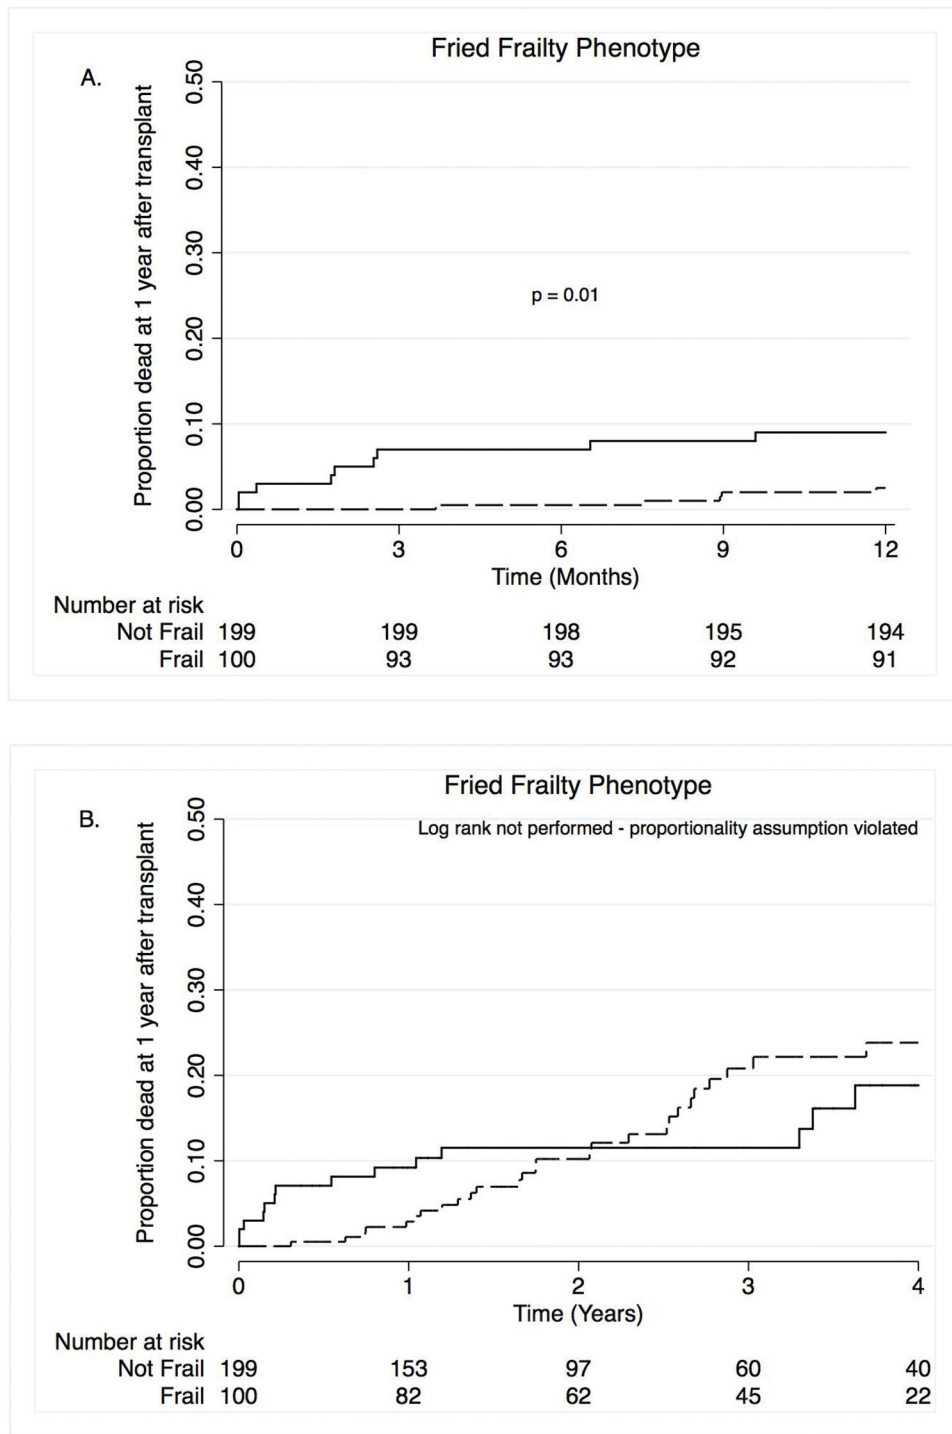 Fried Frailty Phenotype
A.
Proportion dead at 1 year after transplant
0.50
0.40
0.30
0.20
0.10
0.00
p = 0.01
0 3 6 9 12
Time (Months)
Number at risk
Not Frail 199 199 198 195 194
Frail 100 93 93 92 91
Fried Frailty Phenotype
B.
Log rank not performed - proportionality assumption violated
Proportion dead at 1 year after transplant
0.50
0.40
0.30
0.20
0.10
0.00
0 1 2 3 4
Time (Years)
Number at risk
Not Frail 199 153 97 60 40
Frail 100 82 62 45 22